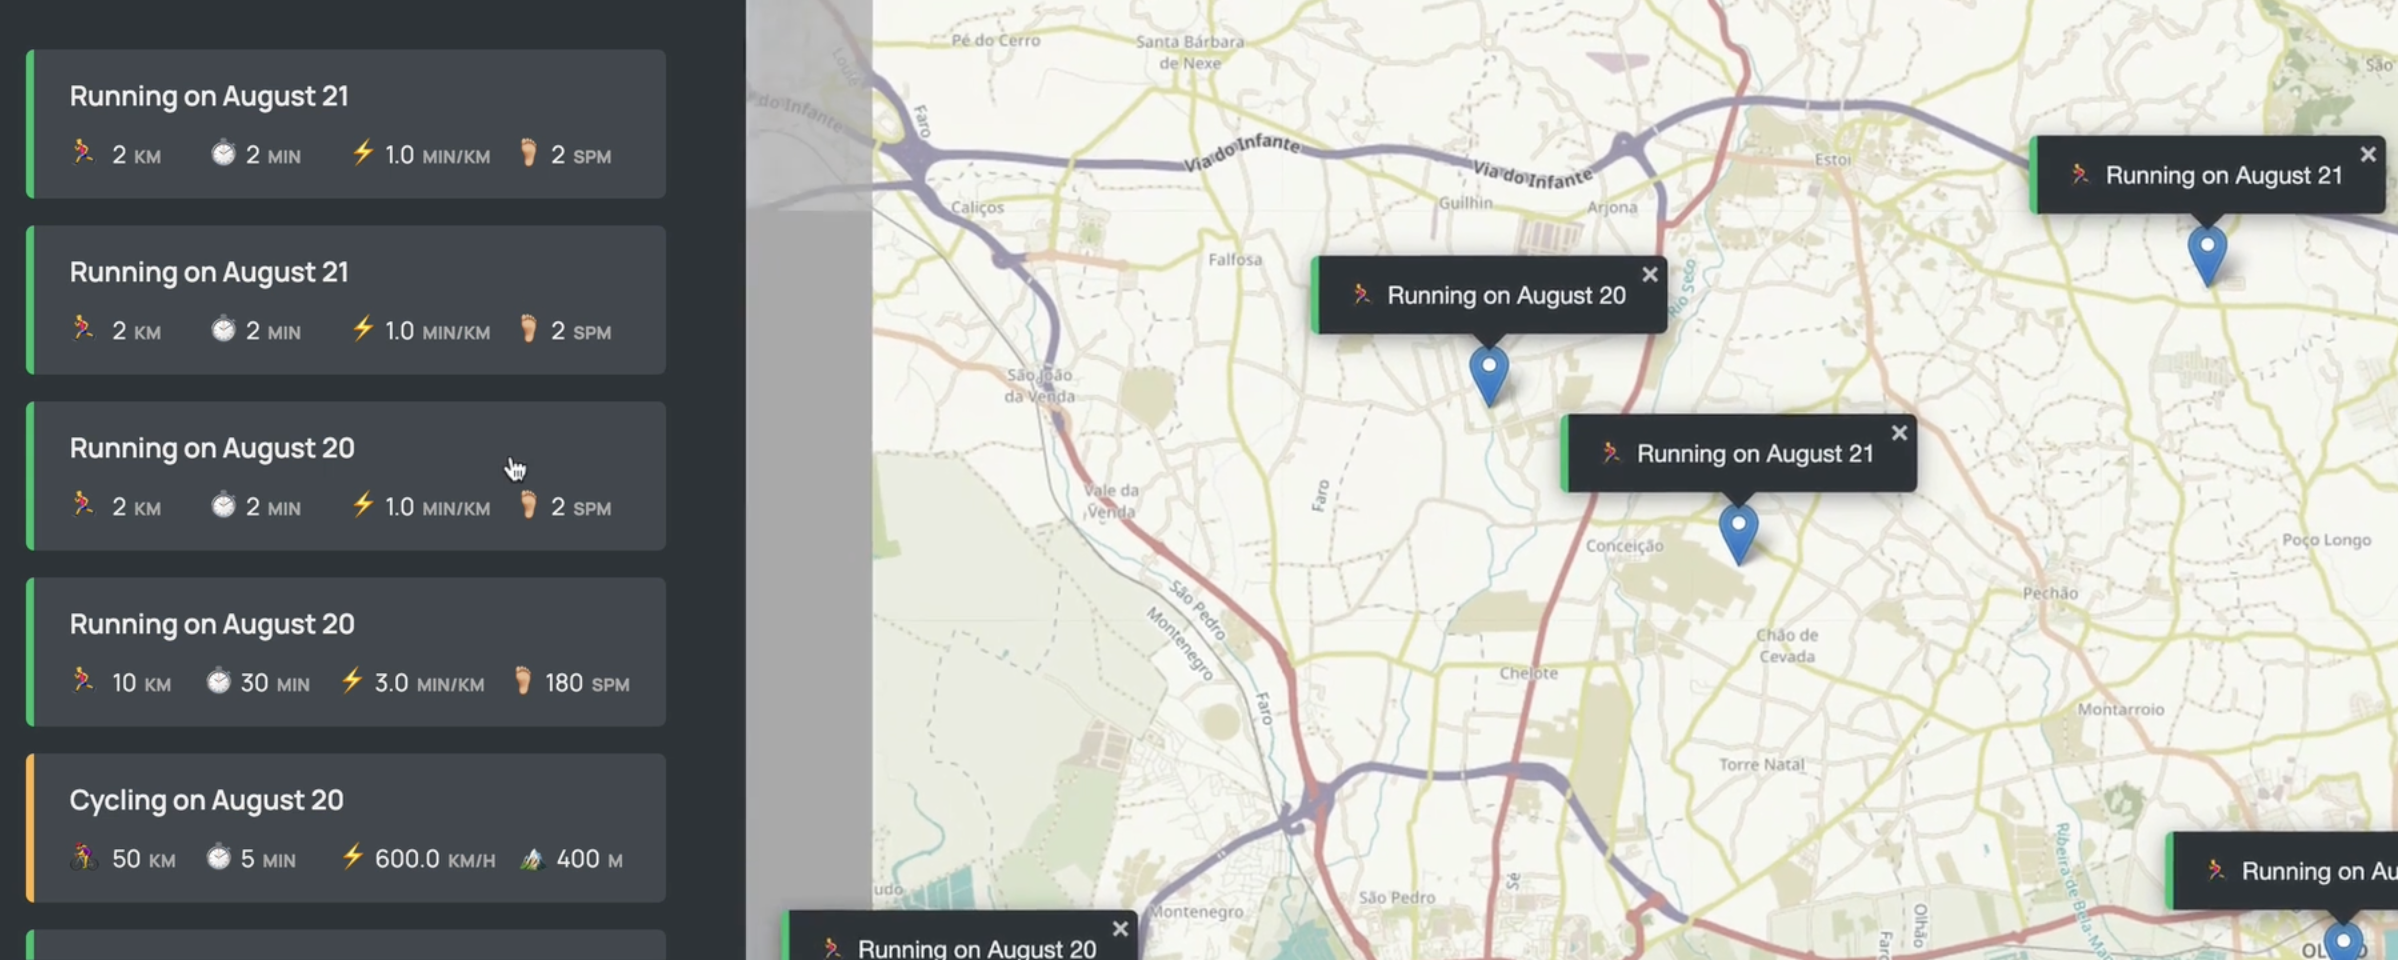 Running on August 21
2 KM 2 MIN 1.0 MIN/KM 2 SPM
Running on August 21
2 KM 2 MIN 1.0 MIN/KM 2 SPM
Running on August 20
2 KM 2 MIN 1.0 MIN/KM 2 SPM
Running on August 20
10 KM 30 MIN 3.0 MIN/KM 180 SPM
Cycling on August 20
50 KM 5 MIN 600.0 KM/H 400 M
Pé do Cerro
Santa Bárbara
de Nexe
São
Loulé
do Infante
Faro
Via do Infante
Via do Infante
Estoi
Running on August 21
Caliços
Guilhin
Arjona
Falfosa
Rio Seco
Running on August 20
São João
da Venda
Running on August 21
Vale da
Venda
Faro
Conceição
Poço Longo
São Pedro
Montenegro
Pechão
Chão de
Cevada
Chelote
Faro
Montarroio
Torre Natal
Ribeira de Bela-Ma
Running on Au
udo
Sé
São Pedro
Montenegro
Olhão
Far
Running on August 20